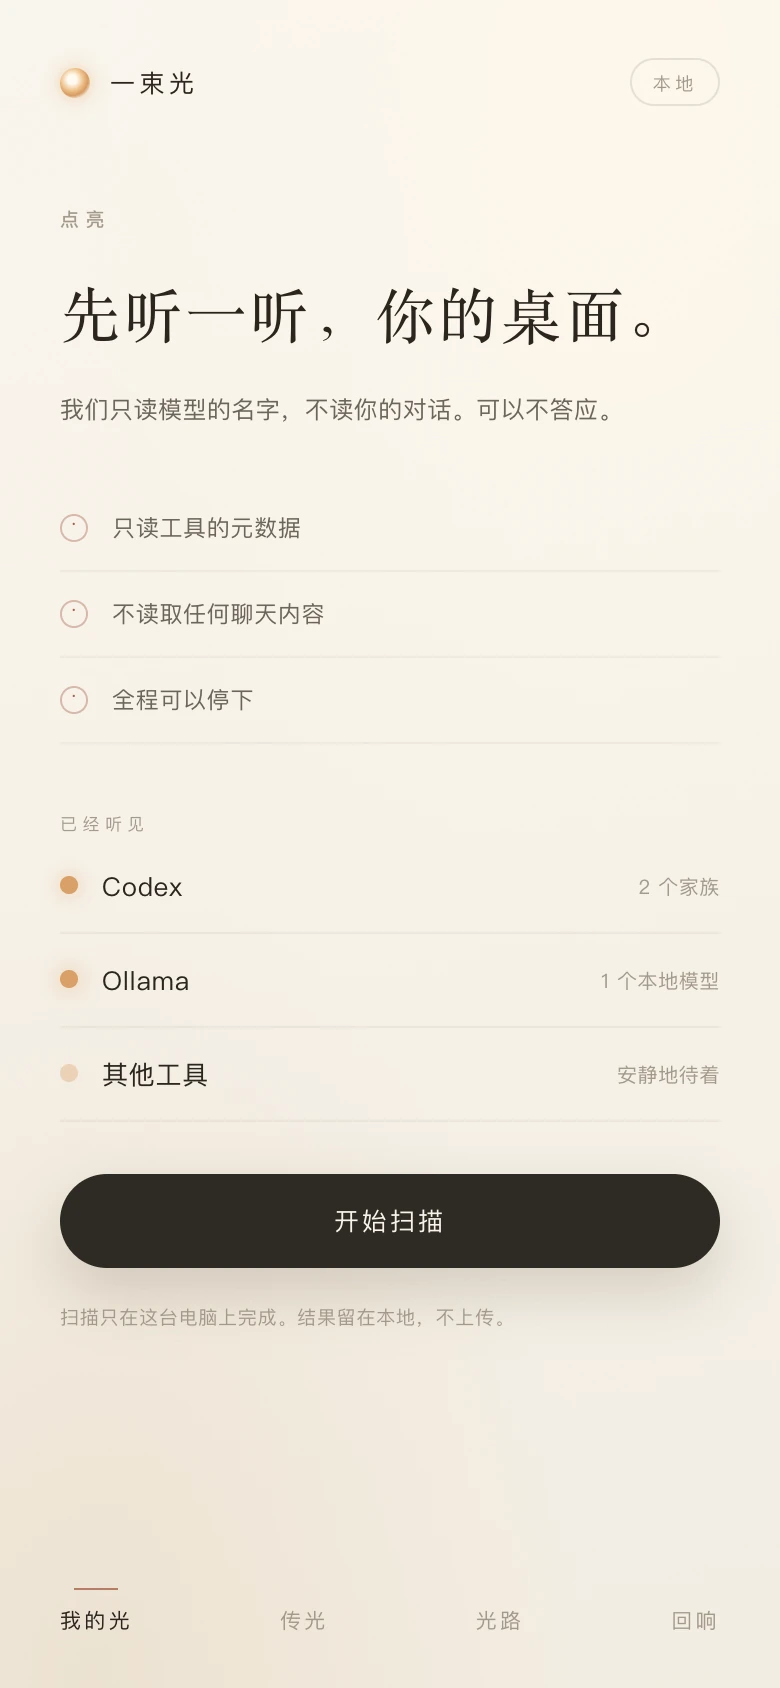 一束光
本地
点亮
先听一听，你的桌面。
我们只读模型的名字，不读你的对话。可以不答应。
只读工具的元数据
不读取任何聊天内容
全程可以停下
已经听见
Codex
2 个家族
Ollama
1 个本地模型
其他工具
安静地待着
开始扫描
扫描只在这台电脑上完成。结果留在本地，不上传。
我的光
传光
光路
回响